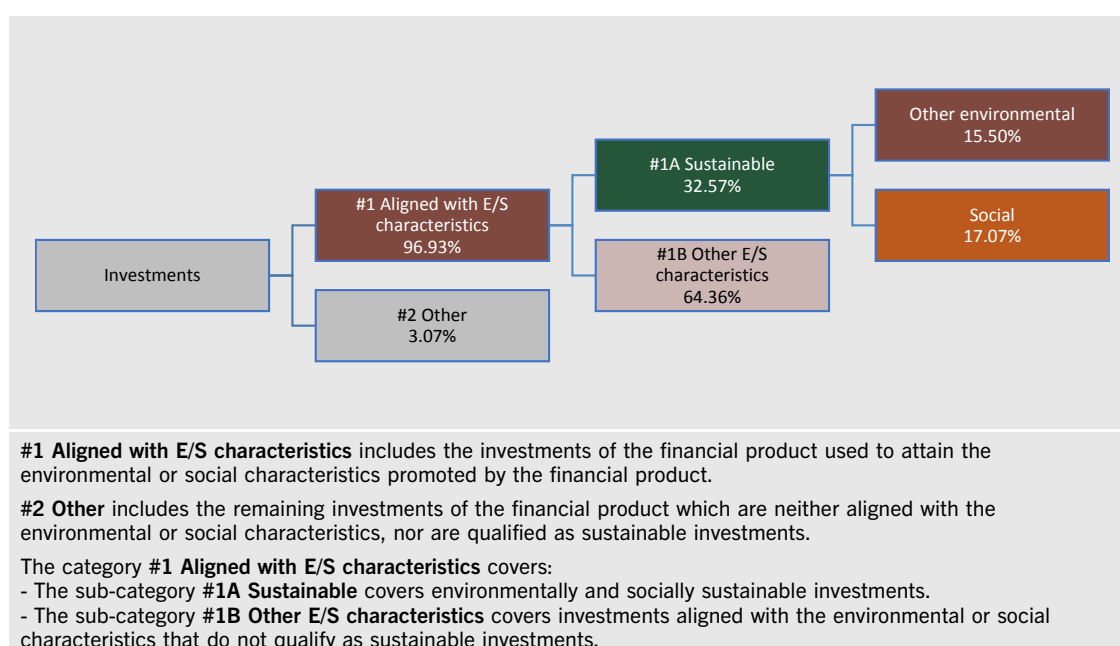 Investments
#1 Aligned with E/S
characteristics
96.93%
#2 Other
3.07%
#1A Sustainable
32.57%
#1B Other E/S
characteristics
64.36%
Other environmental
15.50%
Social
17.07%
#1 Aligned with E/S characteristics includes the investments of the financial product used to attain the
environmental or social characteristics promoted by the financial product.
#2 Other includes the remaining investments of the financial product which are neither aligned with the
environmental or social characteristics, nor are qualified as sustainable investments.
The category #1 Aligned with E/S characteristics covers:
- The sub-category #1A Sustainable covers environmentally and socially sustainable investments.
- The sub-category #1B Other E/S characteristics covers investments aligned with the environmental or social
characteristics that do not qualify as sustainable investments.